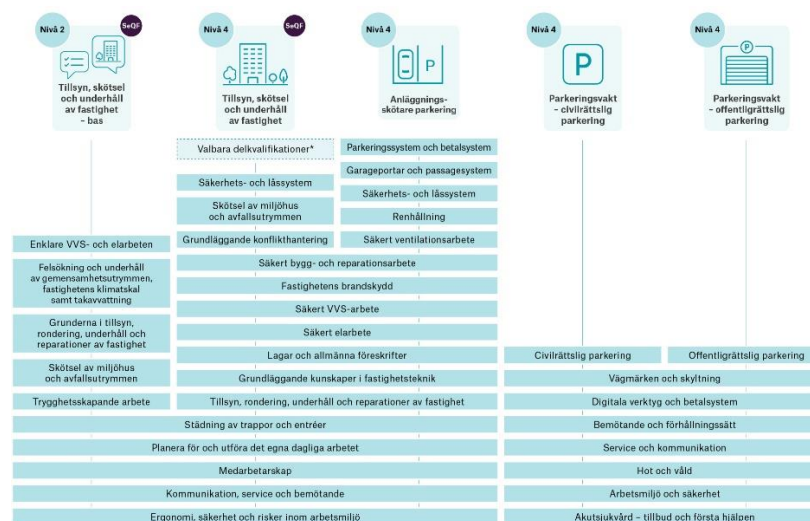 Nivå 2
SeQF
Tillsyn, skötsel
och underhåll
av fastighet
– bas
Nivå 4
SeQF
Tillsyn, skötsel
och underhåll
av fastighet
Nivå 4
P
Anläggnings-
skötare parkering
Nivå 4
P
Parkeringsvakt
– civilrättslig
parkering
Nivå 4
P
Parkeringsvakt
– offentligrättslig
parkering
Valbara delkvalifikationer*
Parkeringssystem och betalsystem
Garageportar och passagesystem
Säkerhets- och låssystem
Säkerhets- och låssystem
Skötsel av miljöhus
och avfallsutrymmen
Renhållning
Enklare VVS- och elarbeten
Grundläggande konflikthantering
Säkert ventilationsarbete
Felsökning och underhåll
av gemensamhetsutrymmen,
fastighetens klimatskal
samt takavvattning
Säkert bygg- och reparationsarbete
Fastighetens brandskydd
Säkert VVS-arbete
Grunderna i tillsyn,
rondering, underhåll och
reparationer av fastighet
Säkert elarbete
Lagar och allmänna föreskrifter
Civilrättslig parkering
Offentligrättslig parkering
Skötsel av miljöhus
och avfallsutrymmen
Grundläggande kunskaper i fastighetsteknik
Vägmärken och skyltning
Trygghetsskapande arbete
Tillsyn, rondering, underhåll och reparationer av fastighet
Digitala verktyg och betalsystem
Städning av trappor och entréer
Bemötande och förhållningssätt
Planera för och utföra det egna dagliga arbetet
Service och kommunikation
Medarbetarskap
Hot och våld
Kommunikation, service och bemötande
Arbetsmiljö och säkerhet
Ergonomi, säkerhet och risker inom arbetsmiljö
Akutsjukvård – tillbud och första hjälpen